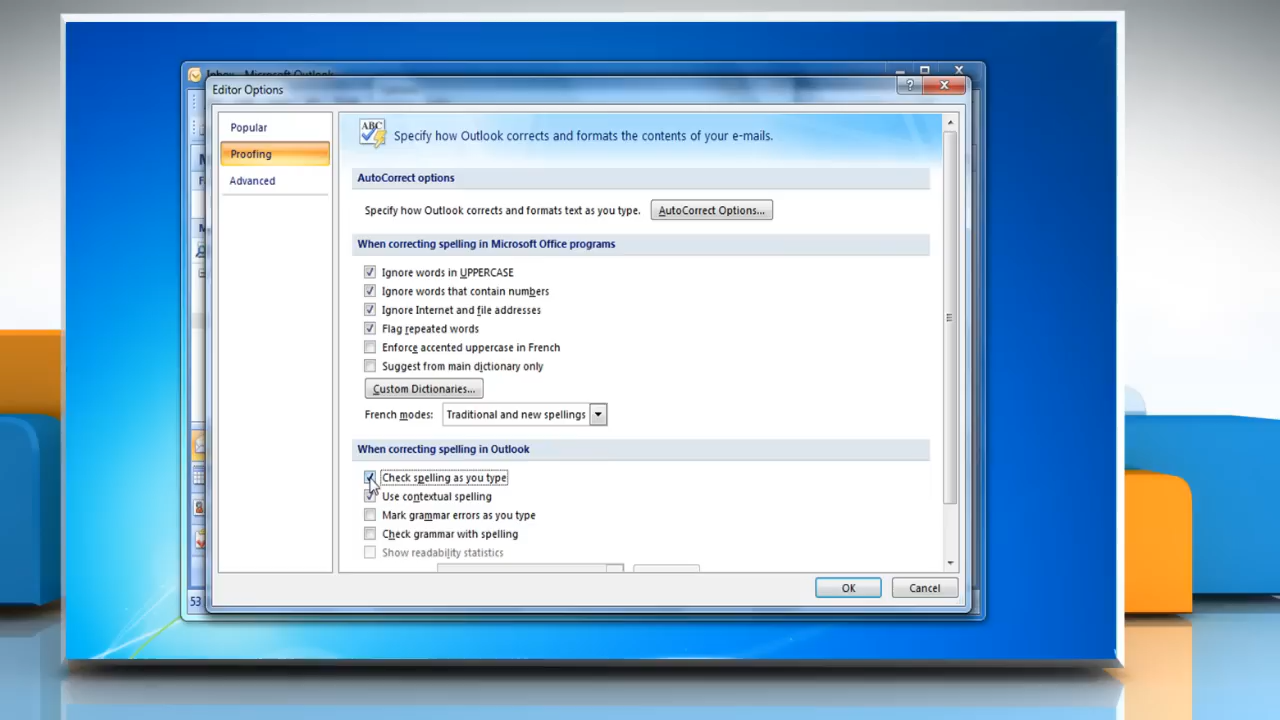 Inbox - Microsoft Outlook
Editor Options
Popular
Proofing
Advanced
ABC
Specify how Outlook corrects and formats the contents of your e-mails.
AutoCorrect options
Specify how Outlook corrects and formats text as you type.
AutoCorrect Options...
When correcting spelling in Microsoft Office programs
Ignore words in UPPERCASE
Ignore words that contain numbers
Ignore Internet and file addresses
Flag repeated words
Enforce accented uppercase in French
Suggest from main dictionary only
Custom Dictionaries...
French modes: Traditional and new spellings
When correcting spelling in Outlook
Check spelling as you type
Use contextual spelling
Mark grammar errors as you type
Check grammar with spelling
Show readability statistics
OK Cancel
53